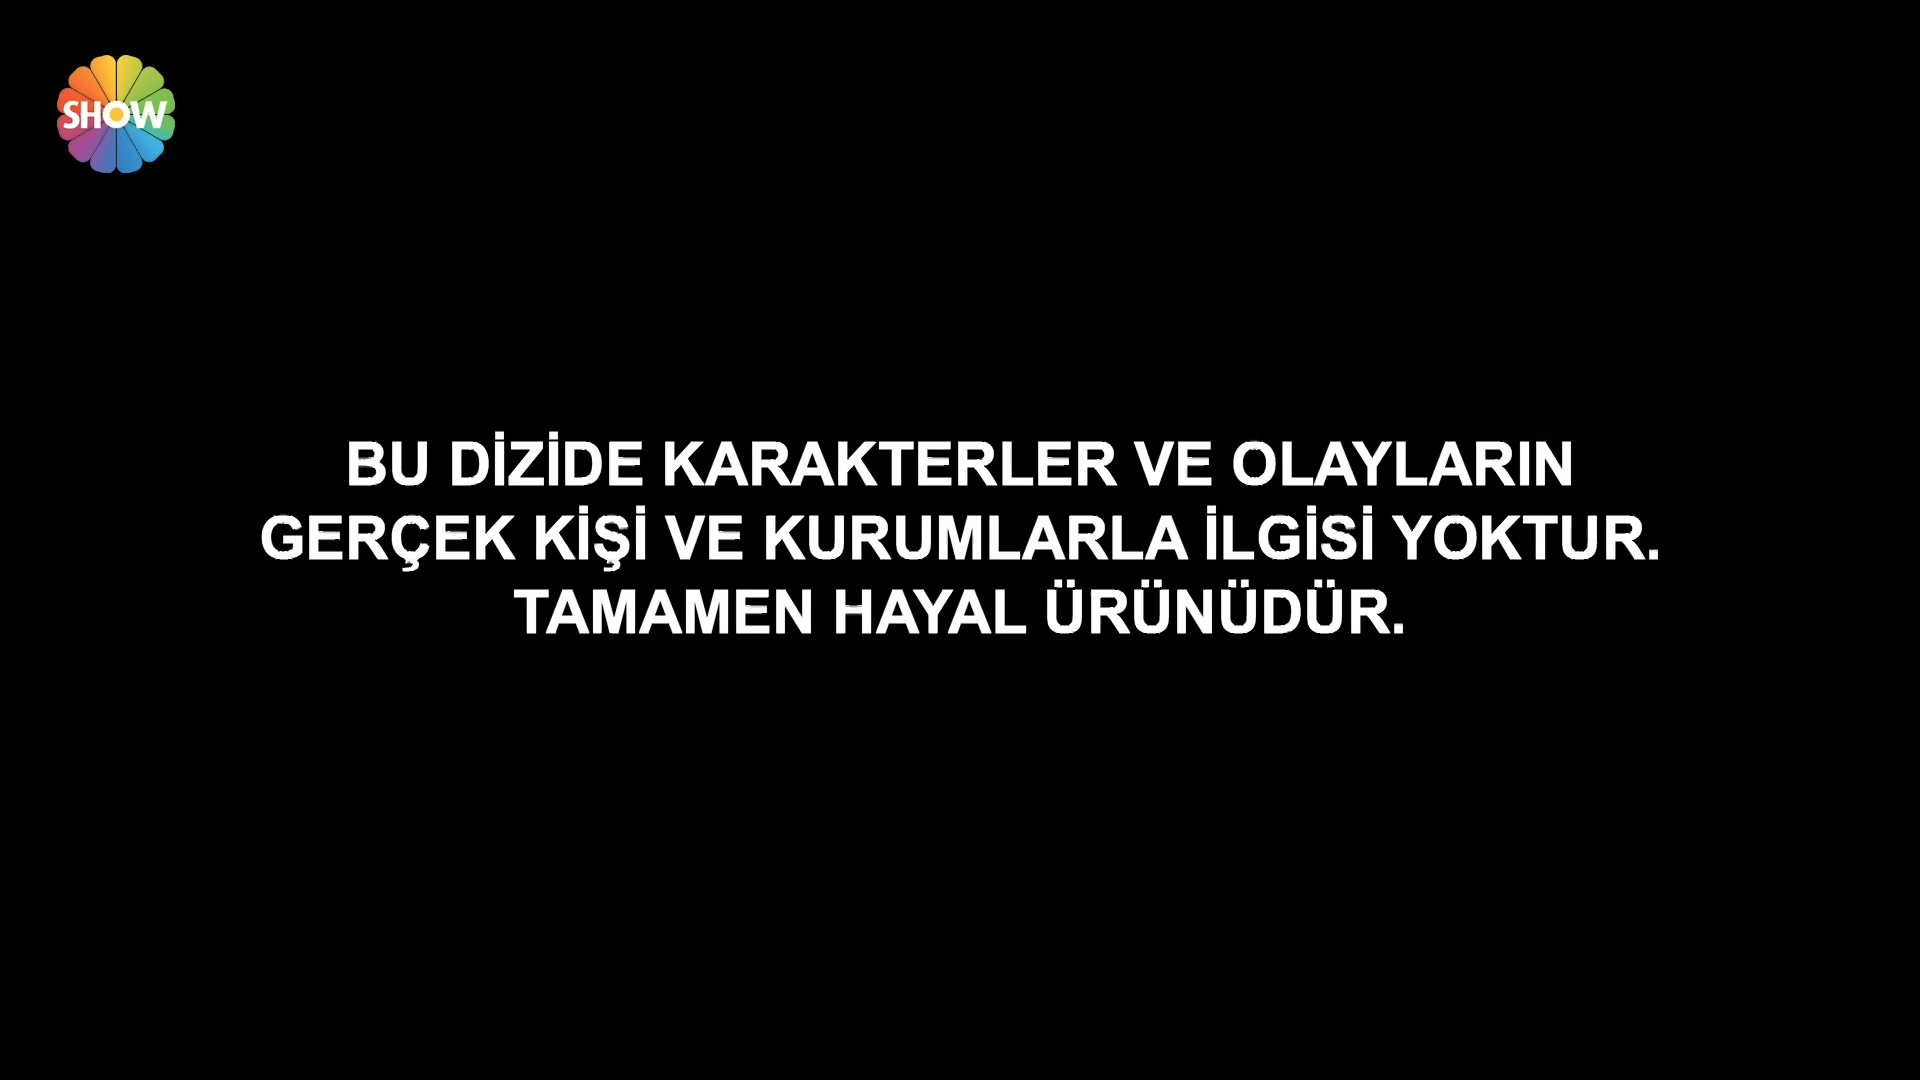 SHOW
BU DİZİDE KARAKTERLER VE OLAYLARIN
GERÇEK KİŞİ VE KURUMLARLA İLGİSİ YOKTUR.
TAMAMEN HAYAL ÜRÜNÜDÜR.